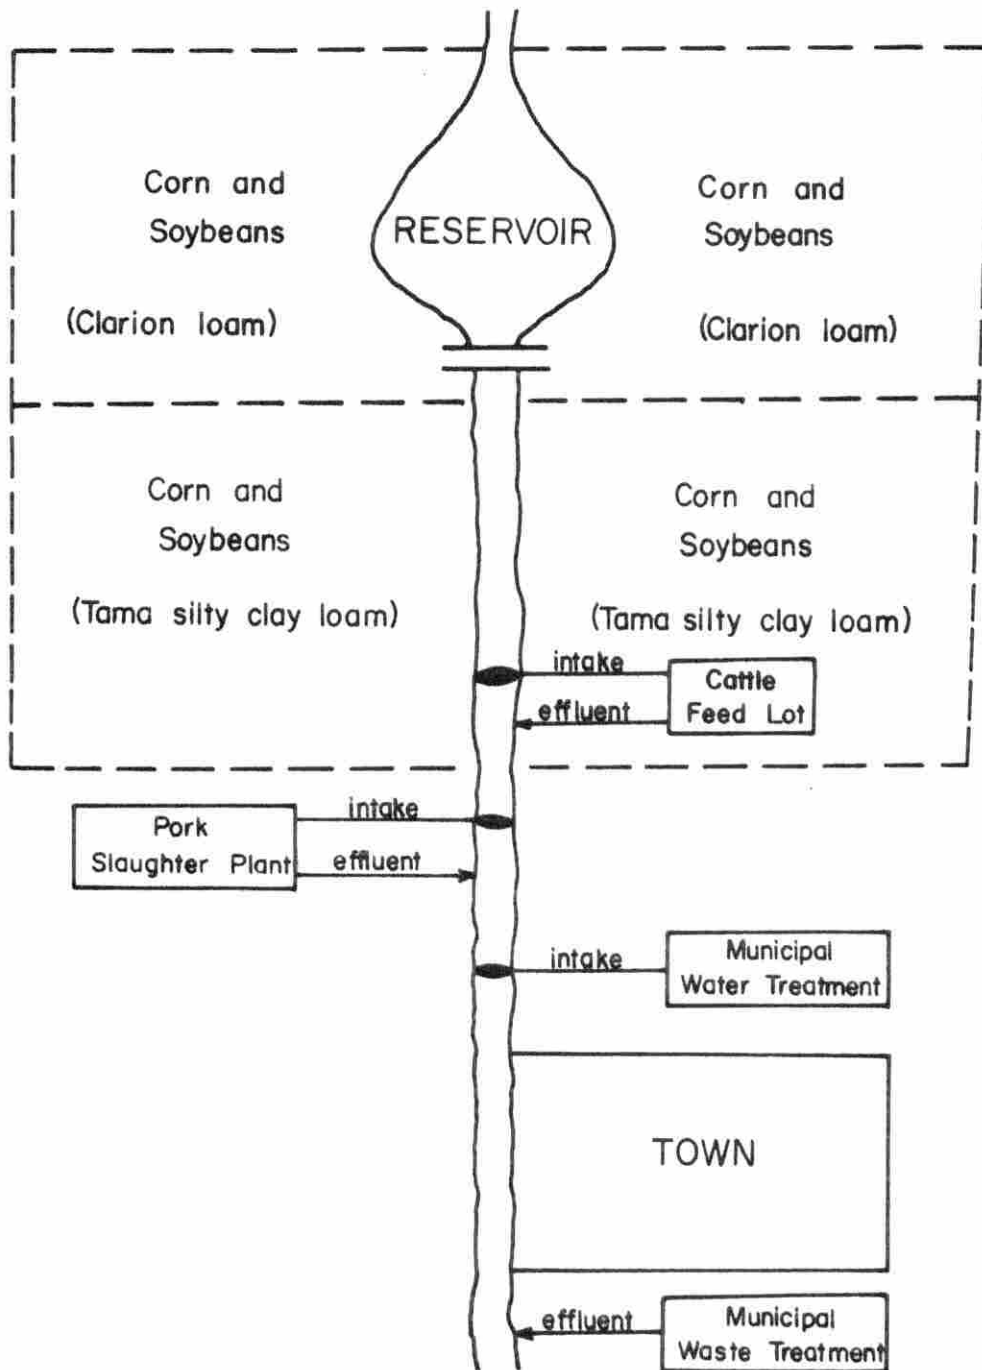 Corn and
Soybeans
(Clarion loam)
RESERVOIR
Corn and
Soybeans
(Clarion loam)
Corn and
Soybeans
(Tama silty clay loam)
Corn and
Soybeans
(Tama silty clay loam)
intake
effluent
Cattle
Feed Lot
Pork
Slaughter Plant
intake
effluent
intake
Municipal
Water Treatment
TOWN
effluent
Municipal
Waste Treatment